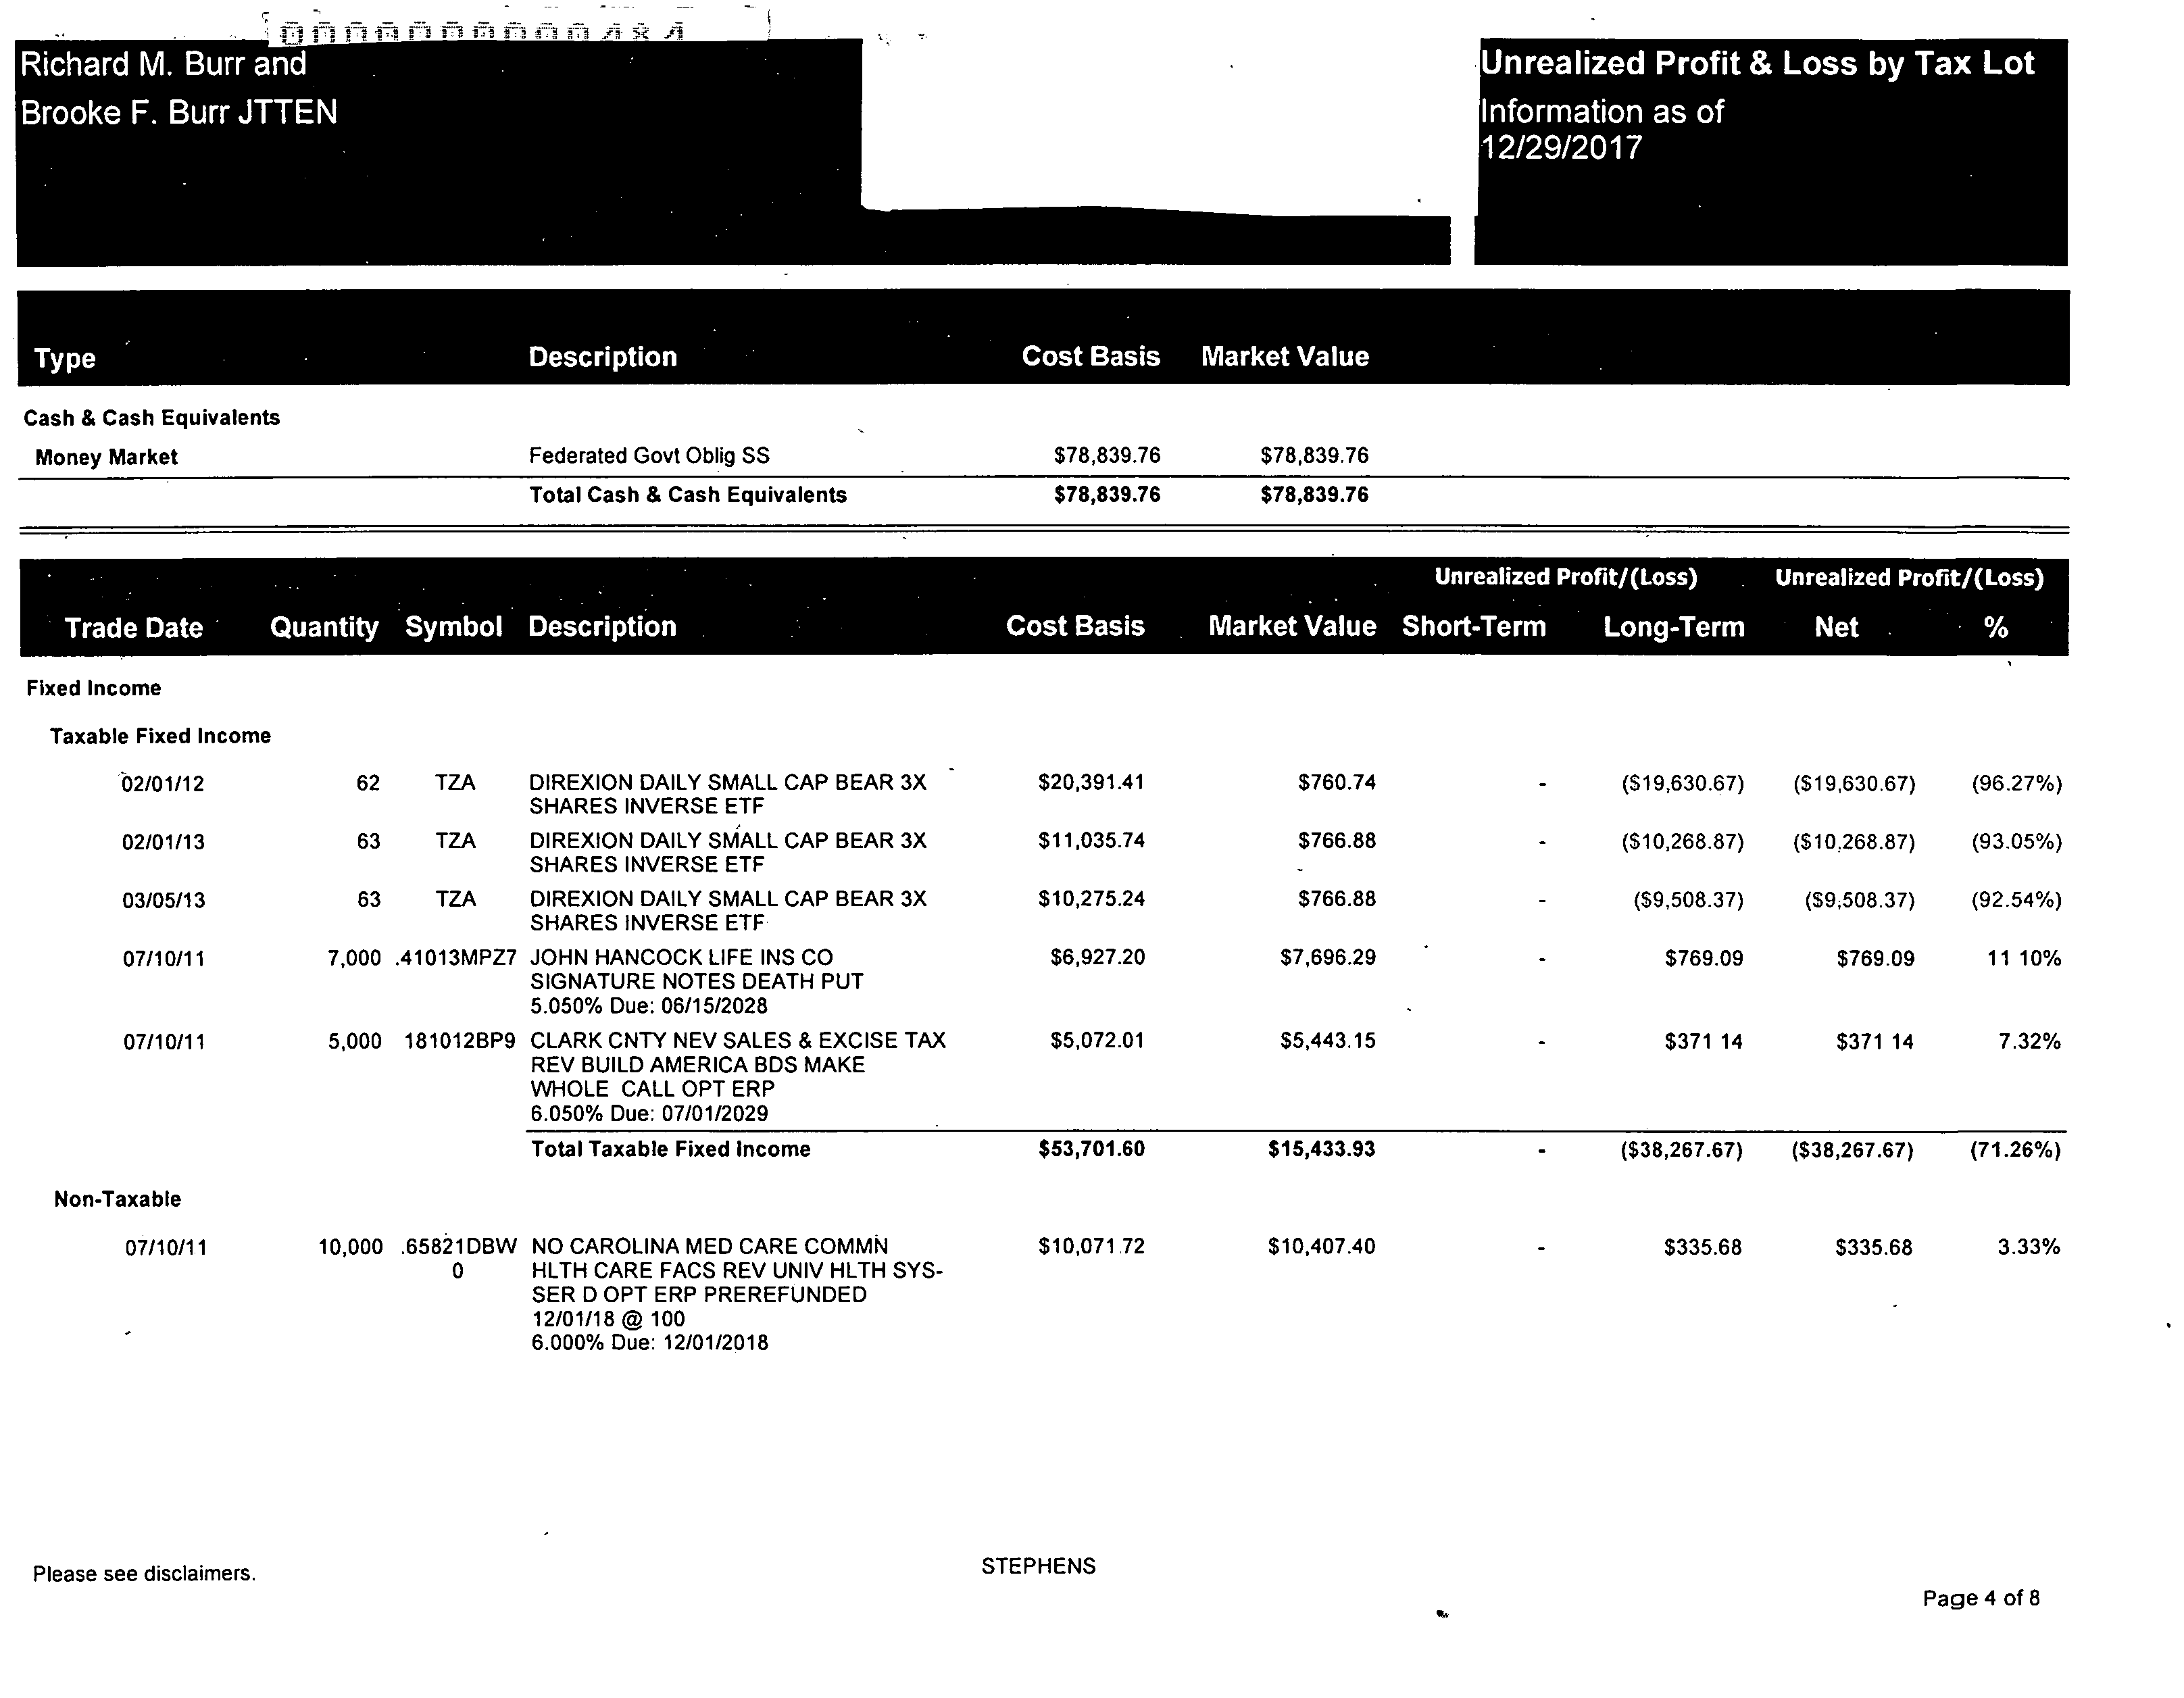 Richard M. Burr and
Brooke F. Burr JTTEN
Unrealized Profit & Loss by Tax Lot
Information as of
12/29/2017
Type Description Cost Basis Market Value
Cash & Cash Equivalents
Money Market Federated Govt Oblig SS $78,839.76 $78,839.76
Total Cash & Cash Equivalents $78,839.76 $78,839.76
Unrealized Profit/(Loss) Unrealized Profit/(Loss)
Trade Date Quantity Symbol Description Cost Basis Market Value Short-Term Long-Term Net %
Fixed Income
Taxable Fixed Income
02/01/12 62 TZA DIREXION DAILY SMALL CAP BEAR 3X $20,391.41 $760.74 - ($19,630.67) ($19,630.67) (96.27%)
SHARES INVERSE ETF
02/01/13 63 TZA DIREXION DAILY SMALL CAP BEAR 3X $11,035.74 $766.88 - ($10,268.87) ($10,268.87) (93.05%)
SHARES INVERSE ETF
03/05/13 63 TZA DIREXION DAILY SMALL CAP BEAR 3X $10,275.24 $766.88 - ($9,508.37) ($9,508.37) (92.54%)
SHARES INVERSE ETF
07/10/11 7,000 .41013MPZ7 JOHN HANCOCK LIFE INS CO $6,927.20 $7,696.29 - $769.09 $769.09 11 10%
SIGNATURE NOTES DEATH PUT
5.050% Due: 06/15/2028
07/10/11 5,000 181012BP9 CLARK CNTY NEV SALES & EXCISE TAX $5,072.01 $5,443.15 - $371 14 $371 14 7.32%
REV BUILD AMERICA BDS MAKE
WHOLE CALL OPT ERP
6.050% Due: 07/01/2029
Total Taxable Fixed Income $53,701.60 $15,433.93 - ($38,267.67) ($38,267.67) (71.26%)
Non-Taxable
07/10/11 10,000 .65821DBW NO CAROLINA MED CARE COMMN $10,071.72 $10,407.40 - $335.68 $335.68 3.33%
0 HLTH CARE FACS REV UNIV HLTH SYS-
SER D OPT ERP PREREFUNDED
12/01/18 @ 100
6.000% Due: 12/01/2018
Please see disclaimers.
STEPHENS
Page 4 of 8